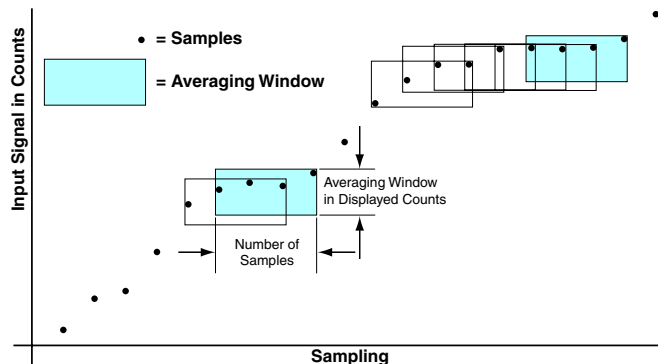 Input Signal in Counts
= Samples
= Averaging Window
Averaging Window
in Displayed Counts
Number of
Samples
Sampling